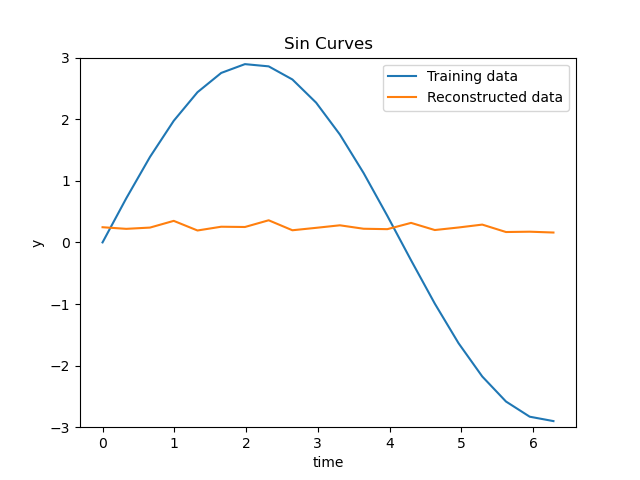 Sin Curves
Training data
Reconstructed data
3
2
1
0
−1
−2
−3
y
0 1 2 3 4 5 6
time